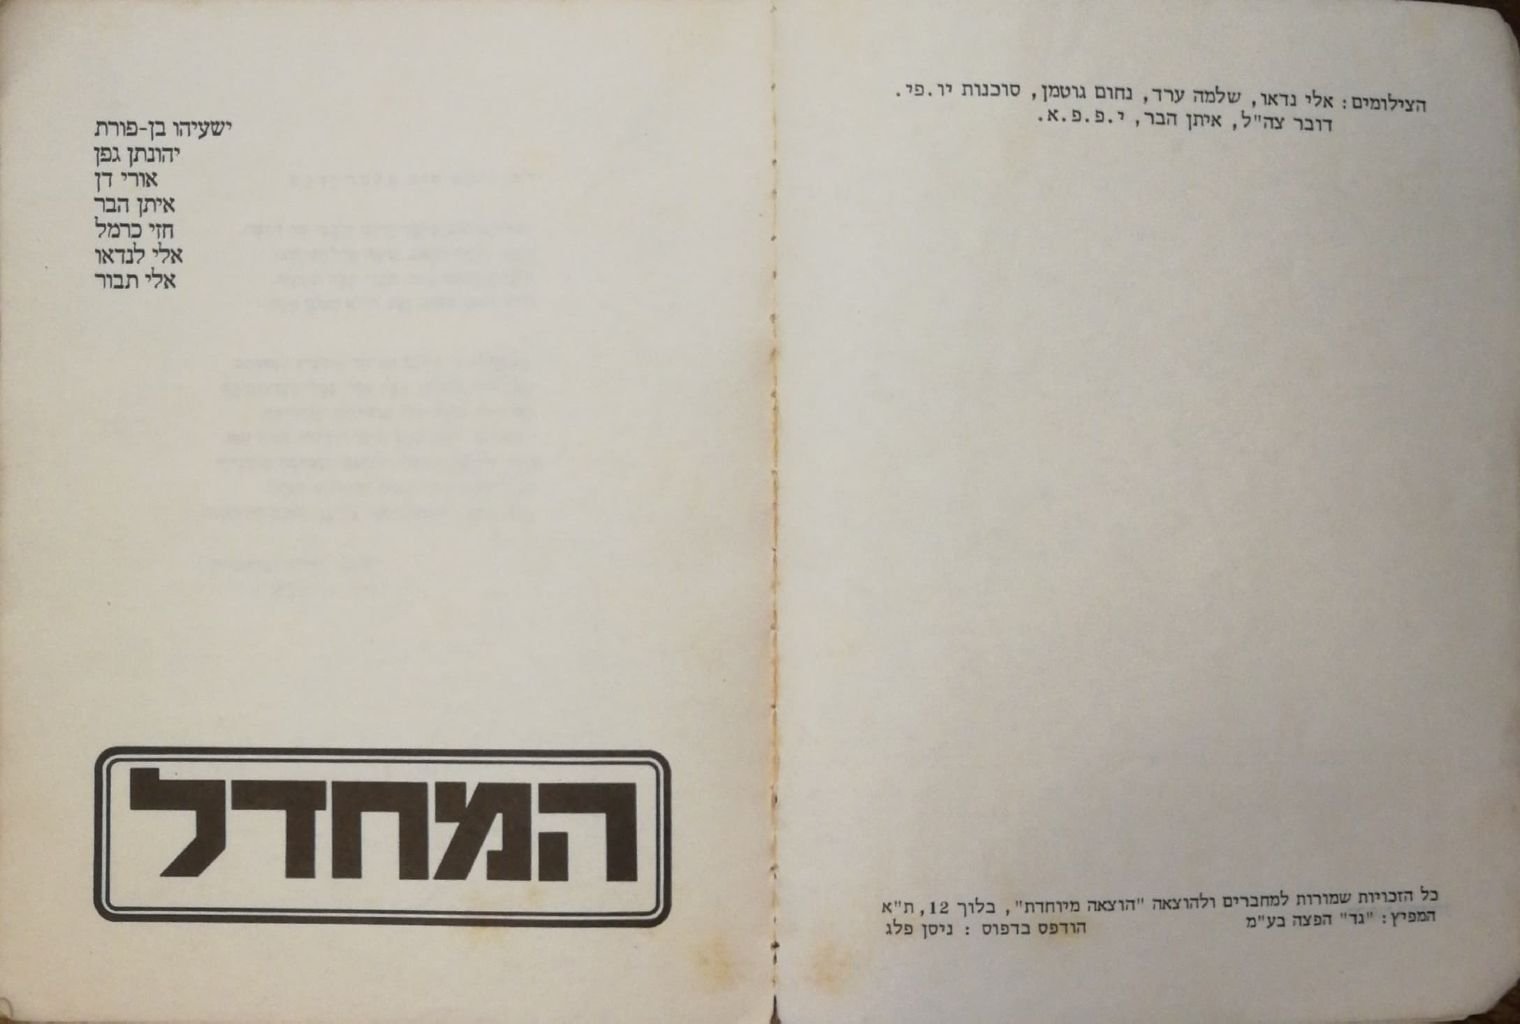 הצילומים: אלי נדאו, שלמה ערד, נחום גוטמן, סוכנות יו.פי.
דובר צה"ל, איתן הבר, י.פ.פ.א.
כל הזכויות שמורות למחברים ולהוצאה "הוצאה מיוחדת", בלוך 12, ת"א
המפיץ: "גד" הפצה בע"מ הודפס בדפוס : ניסן פלג
ישעיהו בן-פורת
יהונתן גפן
אורי דן
איתן הבר
חזי כרמל
אלי לנדאו
אלי תבור
המחדל